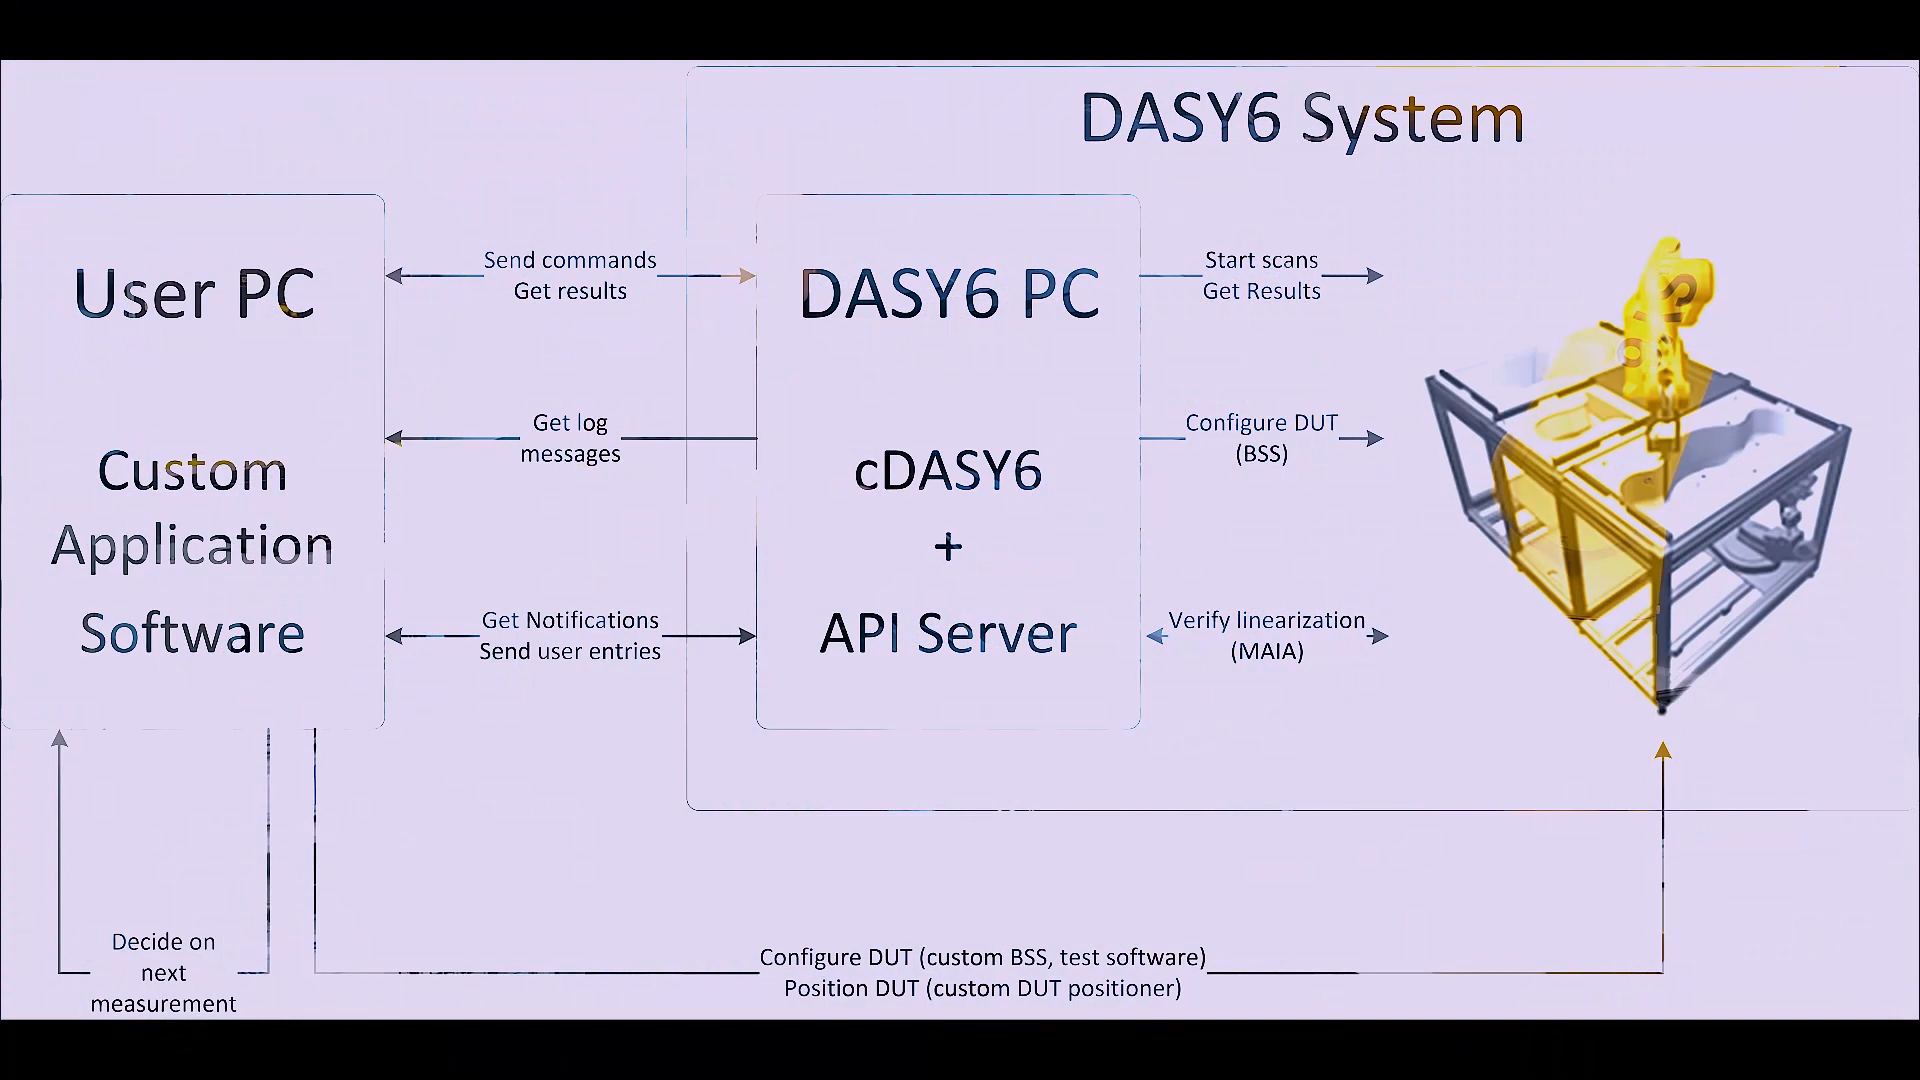 DASY6 System
User PC
Custom
Application
Software
Send commands
Get results
Get log
messages
Get Notifications
Send user entries
DASY6 PC
cDASY6
+
API Server
Start scans
Get Results
Configure DUT
(BSS)
Verify linearization
(MAIA)
Decide on
next
measurement
Configure DUT (custom BSS, test software)
Position DUT (custom DUT positioner)